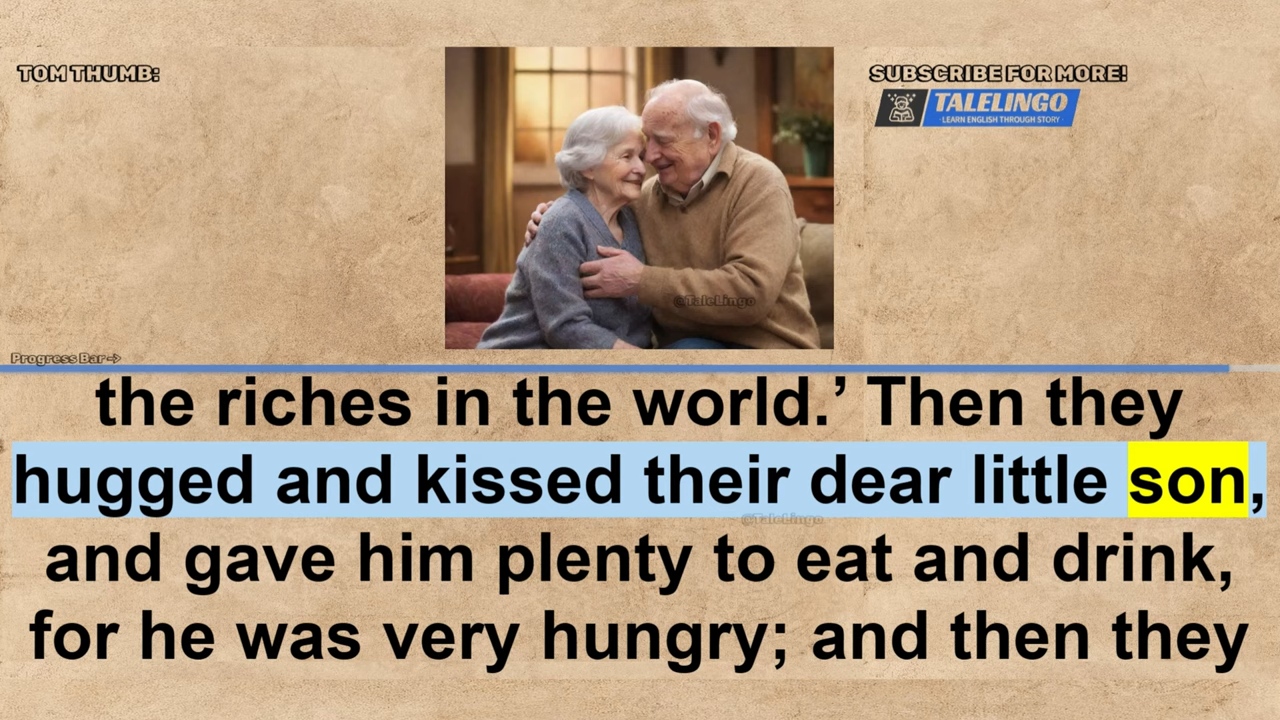 TOM THUMB:
SUBSCRIBE FOR MORE!
TALELINGO
·LEARN ENGLISH THROUGH STORY·
@TaleLingo
Progress Bar->
the riches in the world.’ Then they
hugged and kissed their dear little son,
@TaleLingo
and gave him plenty to eat and drink,
for he was very hungry; and then they